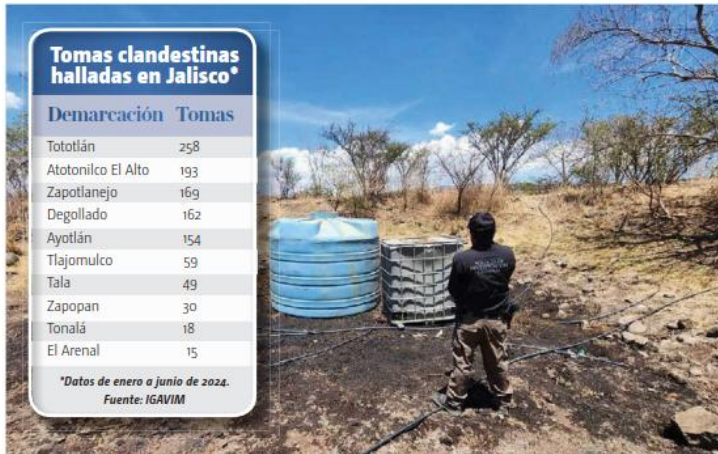 Tomas clandestinas
halladas en Jalisco*
Demarcación Tomas
Tototlán 258
Atotonilco El Alto 193
Zapotlanejo 169
Degollado 162
Ayotlán 154
Tlajomulco 59
Tala 49
Zapopan 30
Tonalá 18
El Arenal 15
*Datos de enero a junio de 2024.
Fuente: IGAVIM